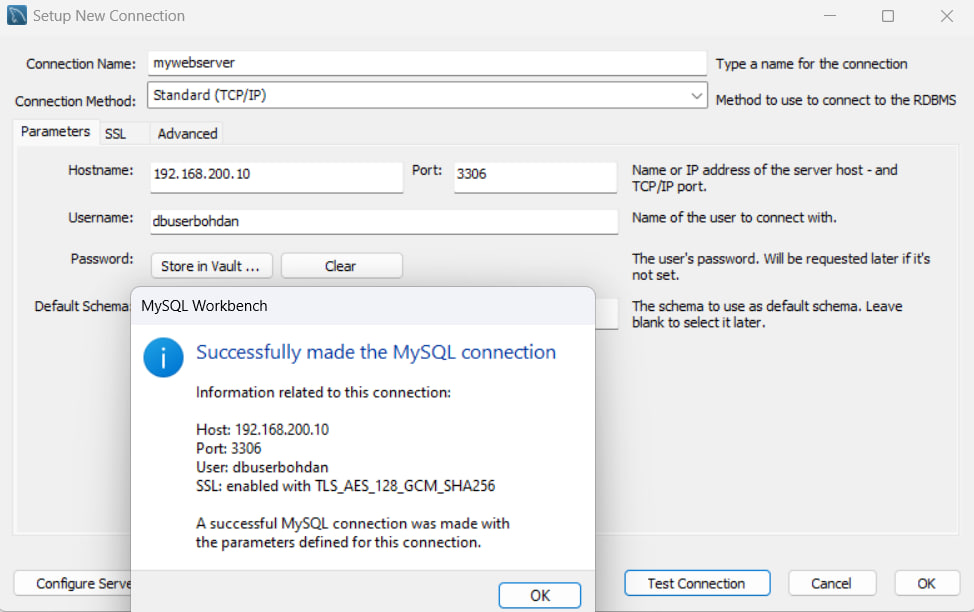 Setup New Connection
Connection Name: mywebserver Type a name for the connection
Connection Method: Standard (TCP/IP) Method to use to connect to the RDBMS
Parameters SSL Advanced
Hostname: 192.168.200.10 Port: 3306 Name or IP address of the server host - and
TCP/IP port.
Username: dbuserbohdan Name of the user to connect with.
Password: Store in Vault ... Clear The user's password. Will be requested later if it's
not set.
Default Schema: The schema to use as default schema. Leave
blank to select it later.
MySQL Workbench
Successfully made the MySQL connection
Information related to this connection:
Host: 192.168.200.10
Port: 3306
User: dbuserbohdan
SSL: enabled with TLS_AES_128_GCM_SHA256
A successful MySQL connection was made with
the parameters defined for this connection.
Configure Serve Test Connection Cancel OK
OK